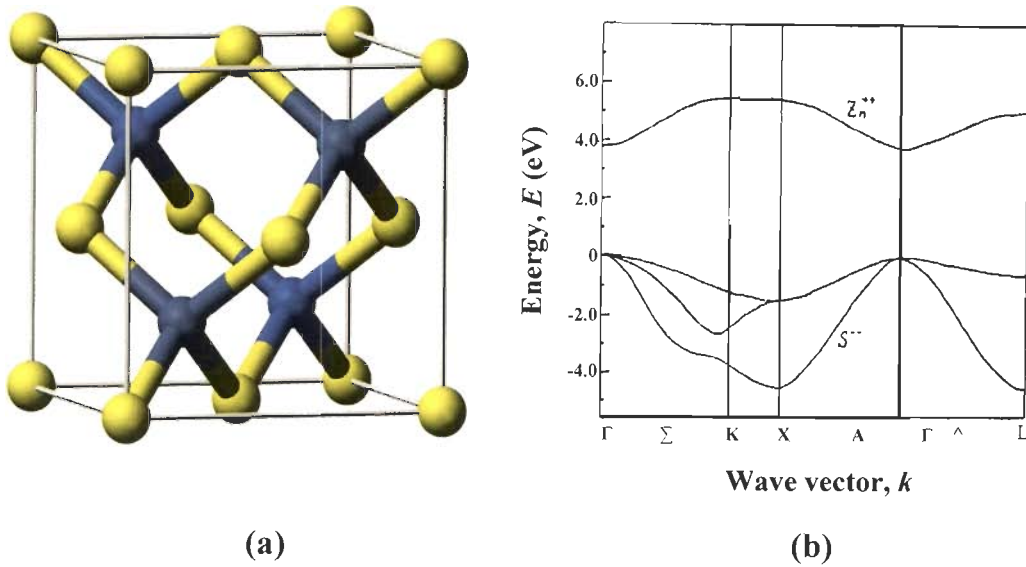 6.0
4.0
2.0
0
-2.0
-4.0
Energy, E (eV)
Zn++
S--
Γ Σ K X A Γ ^ L
Wave vector, k
(a)
(b)